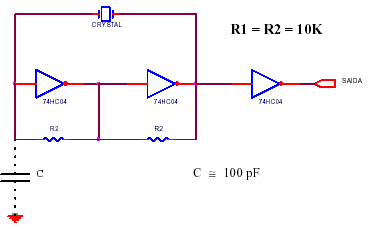 CRYSTAL
R1 = R2 = 10K
SAIDA
74HC04
74HC04
74HC04
R2
R2
C
C ≅ 100 pF